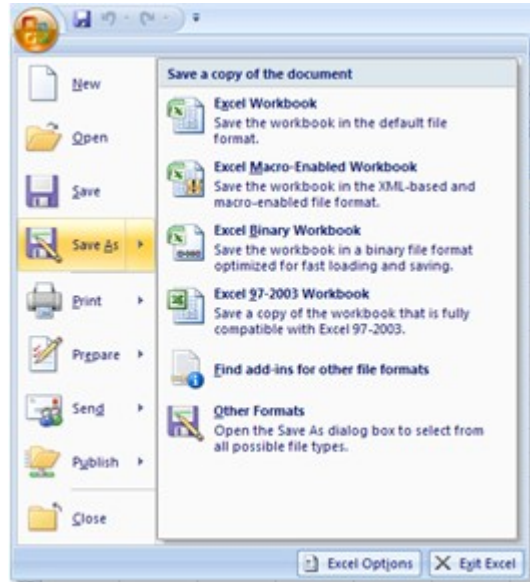 New
Open
Save
Save As
Print
Prepare
Send
Publish
Close
Save a copy of the document
Excel Workbook
Save the workbook in the default file
format.
Excel Macro-Enabled Workbook
Save the workbook in the XML-based and
macro-enabled file format.
Excel Binary Workbook
Save the workbook in a binary file format
optimized for fast loading and saving.
Excel 97-2003 Workbook
Save a copy of the workbook that is fully
compatible with Excel 97-2003.
Find add-ins for other file formats
Other Formats
Open the Save As dialog box to select from
all possible file types.
Excel Options
Exit Excel